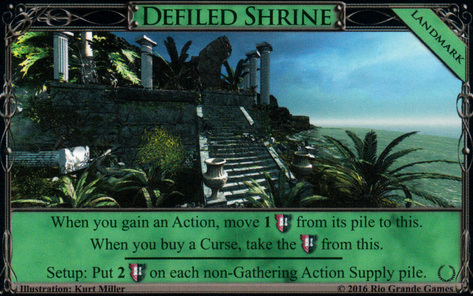 DEFILED SHRINE
LANDMARK
When you gain an Action, move 1 from its pile to this.
When you buy a Curse, take the from this.
Setup: Put 2 on each non-Gathering Action Supply pile.
Illustration: Kurt Miller
© 2016 Rio Grande Games